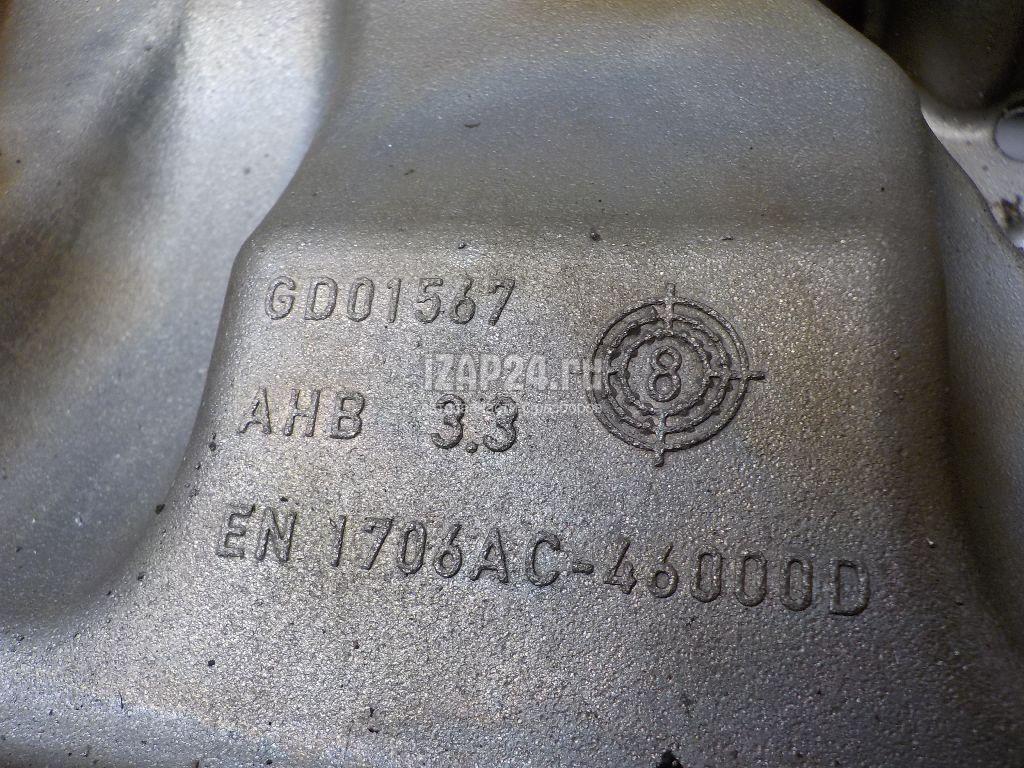 GD01567
8
IZAP24.ru
AHB 3.3
EN 1706AC-46000D